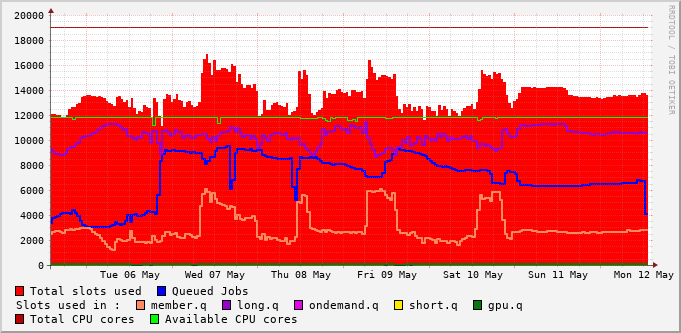 20000
18000
16000
14000
12000
10000
8000
6000
4000
2000
0
Tue 06 May Wed 07 May Thu 08 May Fri 09 May Sat 10 May Sun 11 May Mon 12 May
Total slots used Queued Jobs
Slots used in : member.q long.q ondemand.q short.q gpu.q
Total CPU cores Available CPU cores
RRDTOOL / TOBI OETIKER